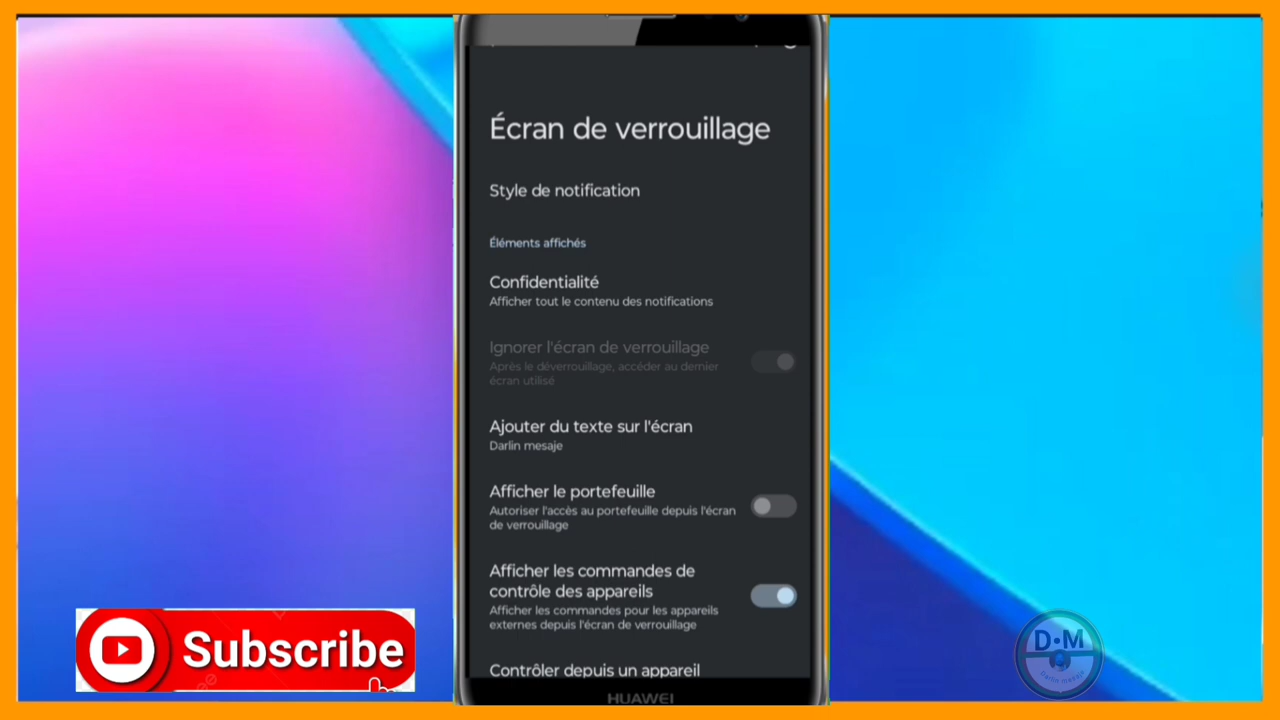 Écran de verrouillage
Style de notification
Éléments affichés
Confidentialité
Afficher tout le contenu des notifications
Ignorer l'écran de verrouillage
Après le déverrouillage, accéder au dernier
écran utilisé
Ajouter du texte sur l'écran
Darlin mesaje
Afficher le portefeuille
Autoriser l'accès au portefeuille depuis l'écran
de verrouillage
Afficher les commandes de
contrôle des appareils
Afficher les commandes pour les appareils
externes depuis l'écran de verrouillage
Contrôler depuis un appareil
HUAWEI
Subscribe
D•M
Darlin mesaje